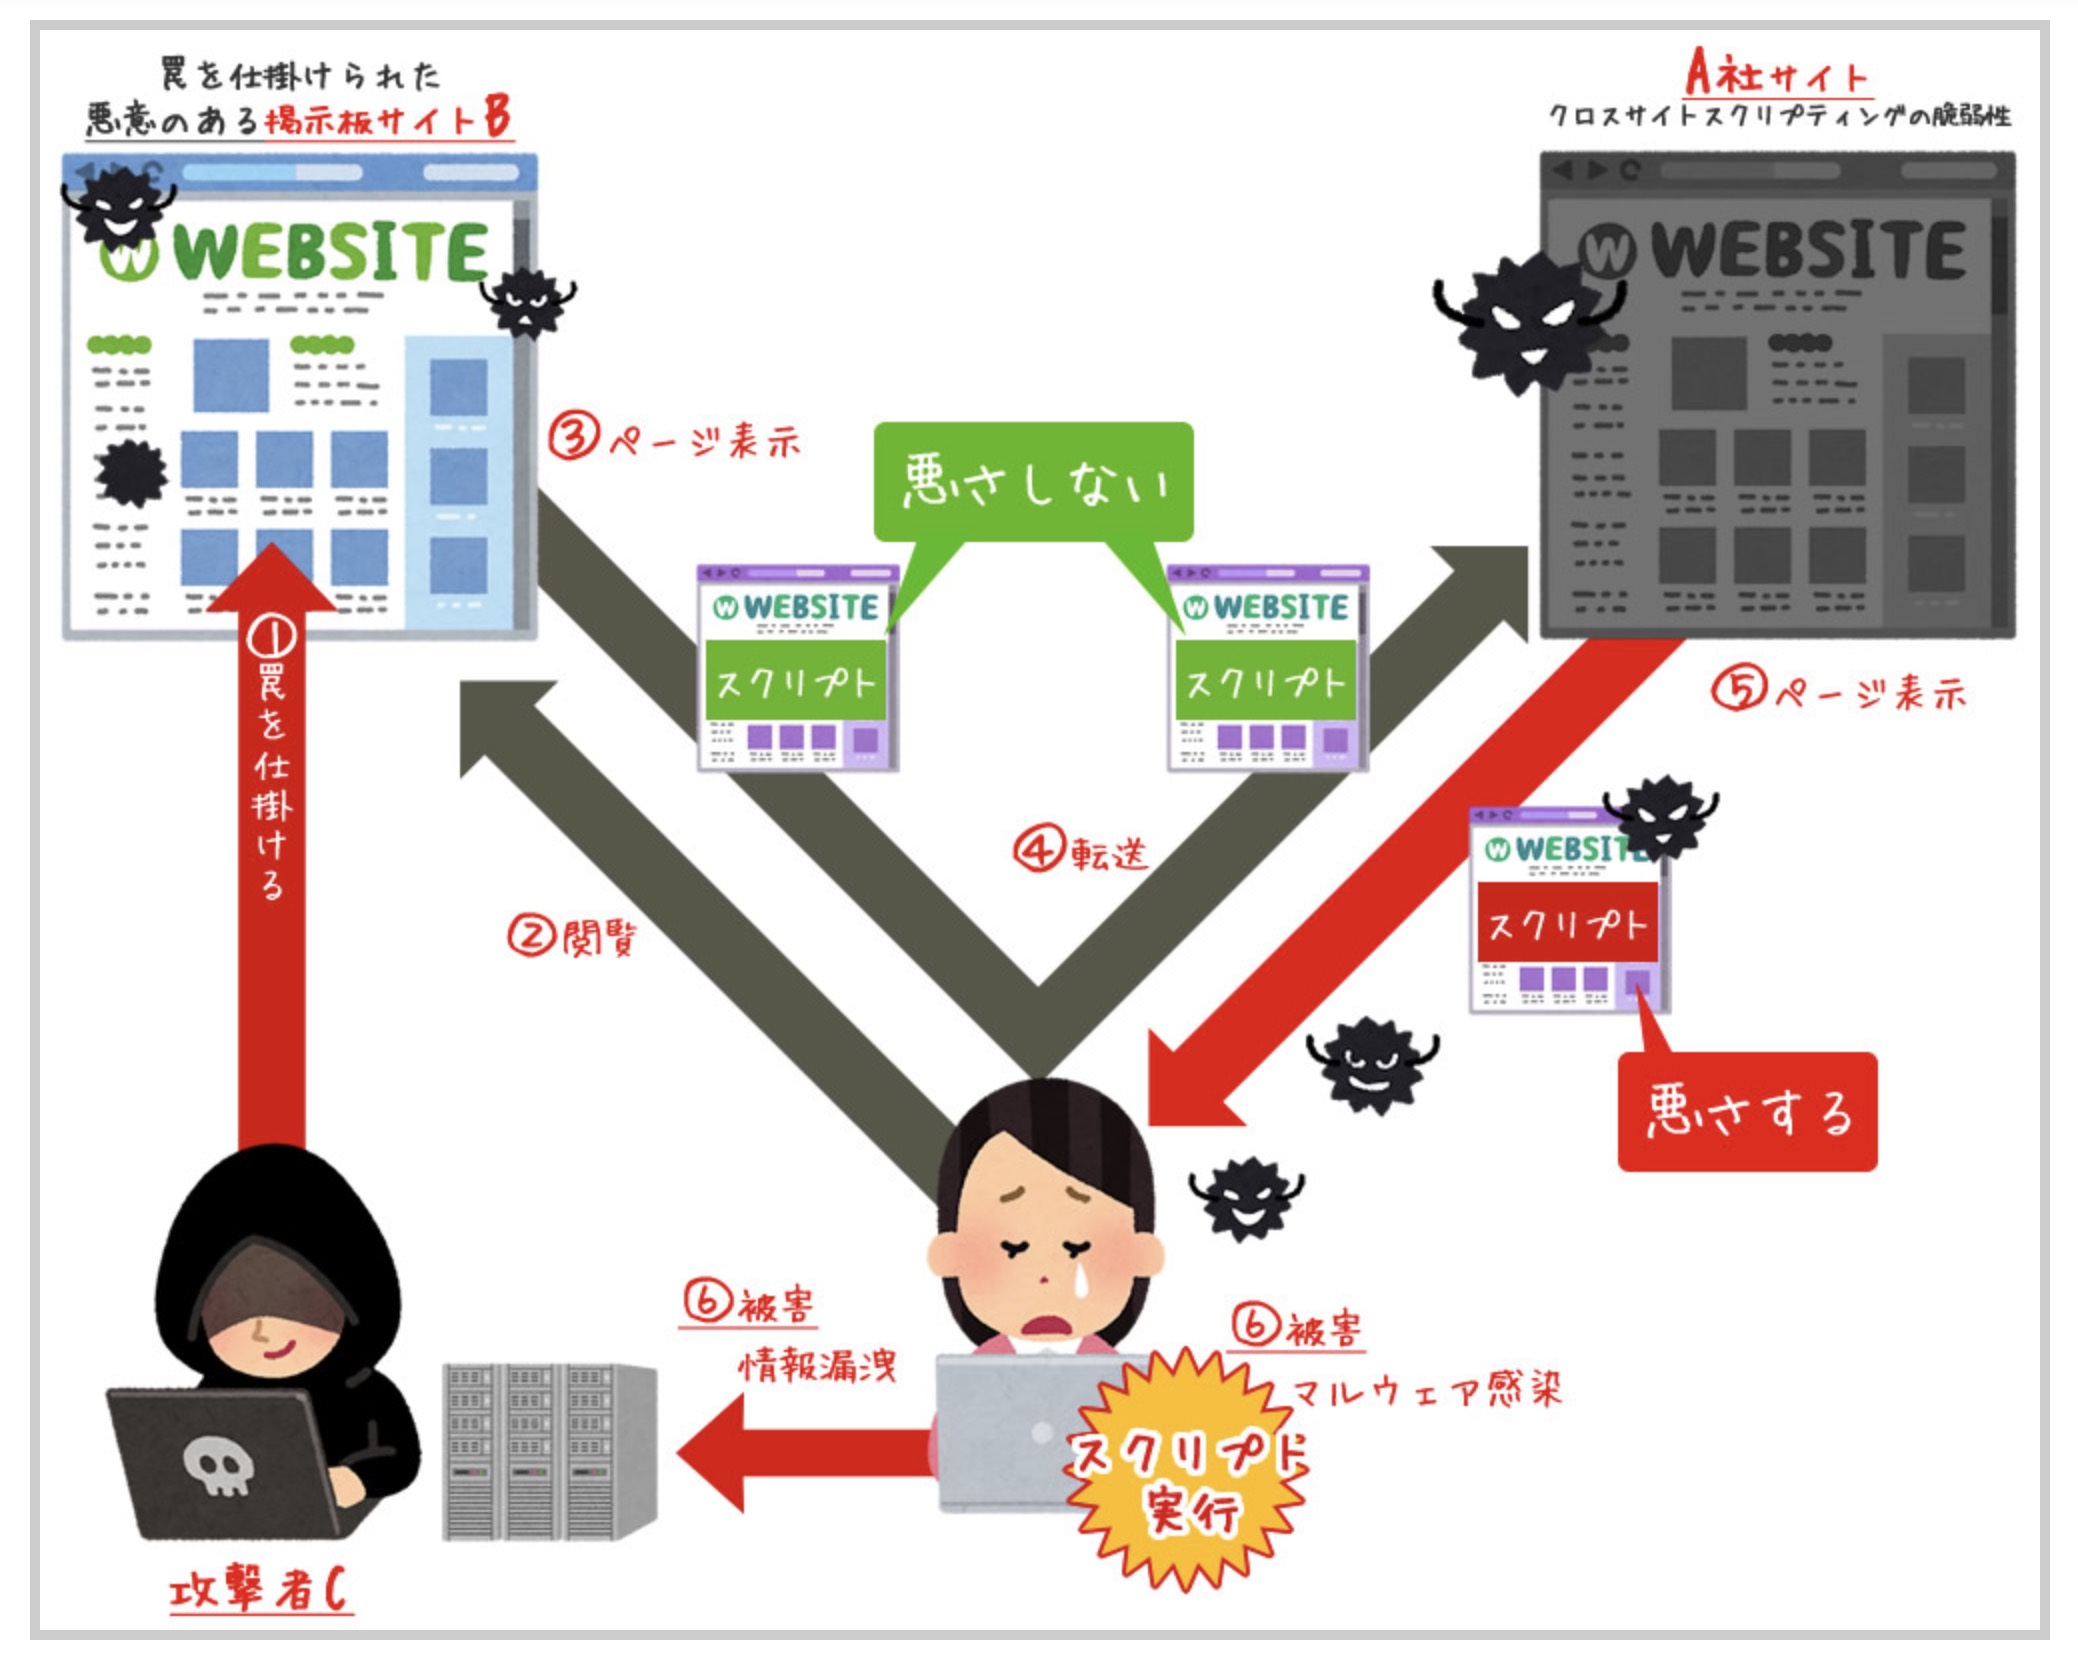 罠を仕掛けられた
悪意のある掲示板サイトB
A社サイト
クロスサイトスクリプティングの脆弱性
W WEBSITE
W WEBSITE
③ページ表示
悪さしない
W WEBSITE
スクリプト
W WEBSITE
スクリプト
①罠を仕掛ける
⑤ページ表示
④転送
②閲覧
W WEBSITE
スクリプト
悪さする
⑥被害
情報漏洩
⑥被害
マルウェア感染
スクリプト
実行
攻撃者C